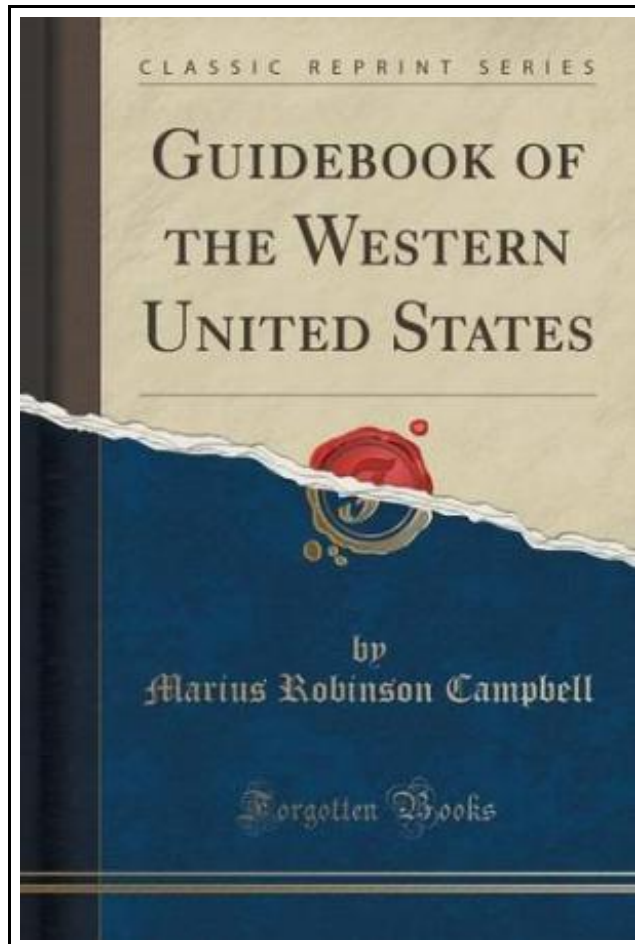 CLASSIC REPRINT SERIES
GUIDEBOOK OF
THE WESTERN
UNITED STATES
by
Marius Robinson Campbell
Forgotten Books